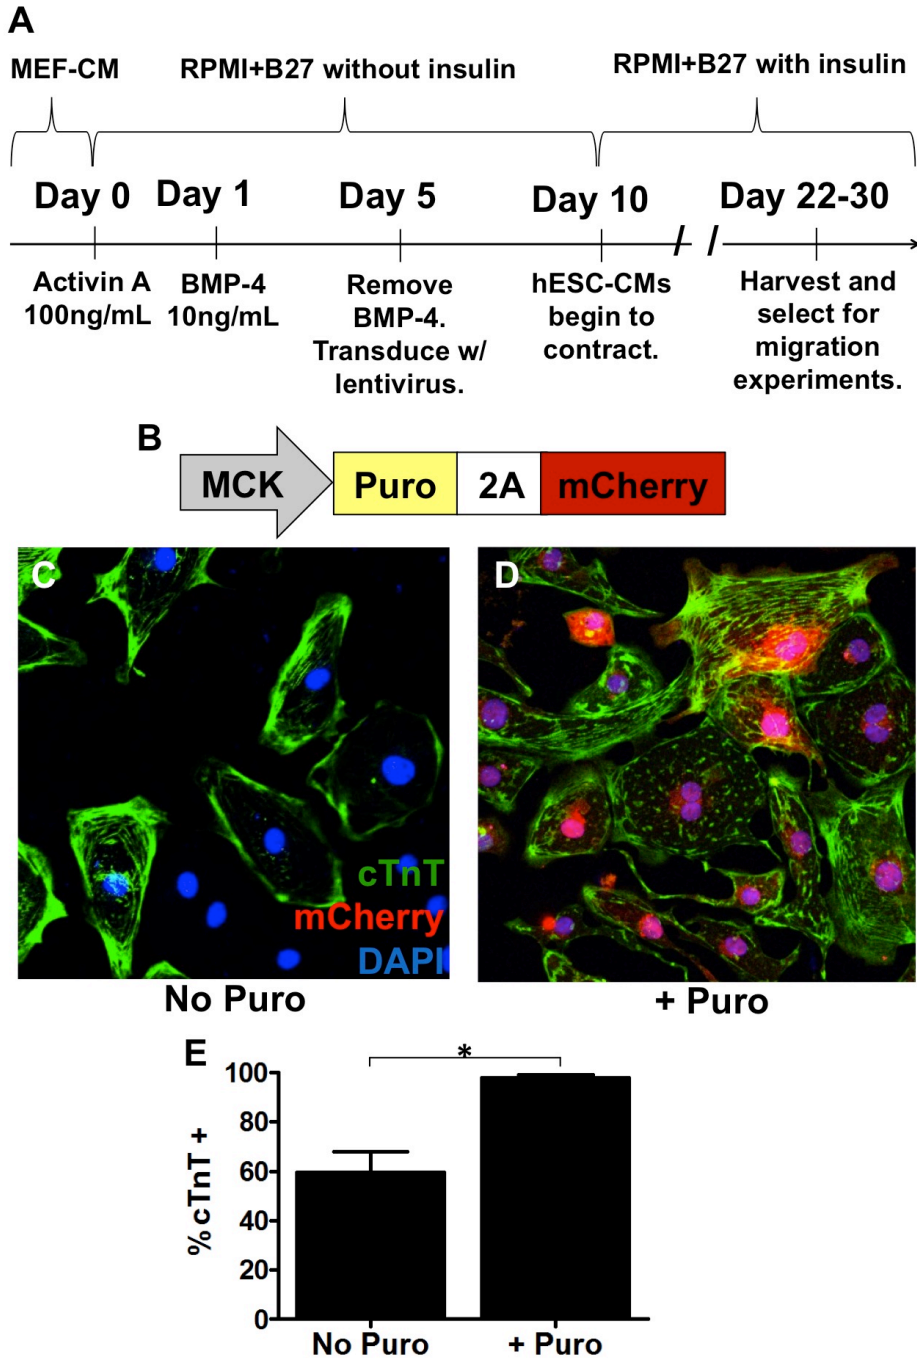 A
MEF-CM
RPMI+B27 without insulin
RPMI+B27 with insulin
Day 0
Day 1
Day 5
Day 10
Day 22-30
Activin A
100ng/mL
BMP-4
10ng/mL
Remove
BMP-4.
Transduce w/
lentivirus.
hESC-CMs
begin to
contract.
Harvest and
select for
migration
experiments.
B
MCK
Puro
2A
mCherry
C
cTnT
mCherry
DAPI
No Puro
D
+ Puro
E
*
% cTnT +
100
80
60
40
20
0
No Puro
+ Puro